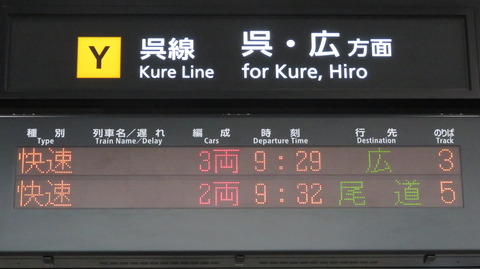 Y 呉線 呉・広方面
Kure Line for Kure, Hiro
種別 列車名/遅れ 編成 時刻 行先 のりば
Type Train Name/Delay Cars Departure Time Destination Track
快速 3両 9:29 広 3
快速 2両 9:32 尾道 5